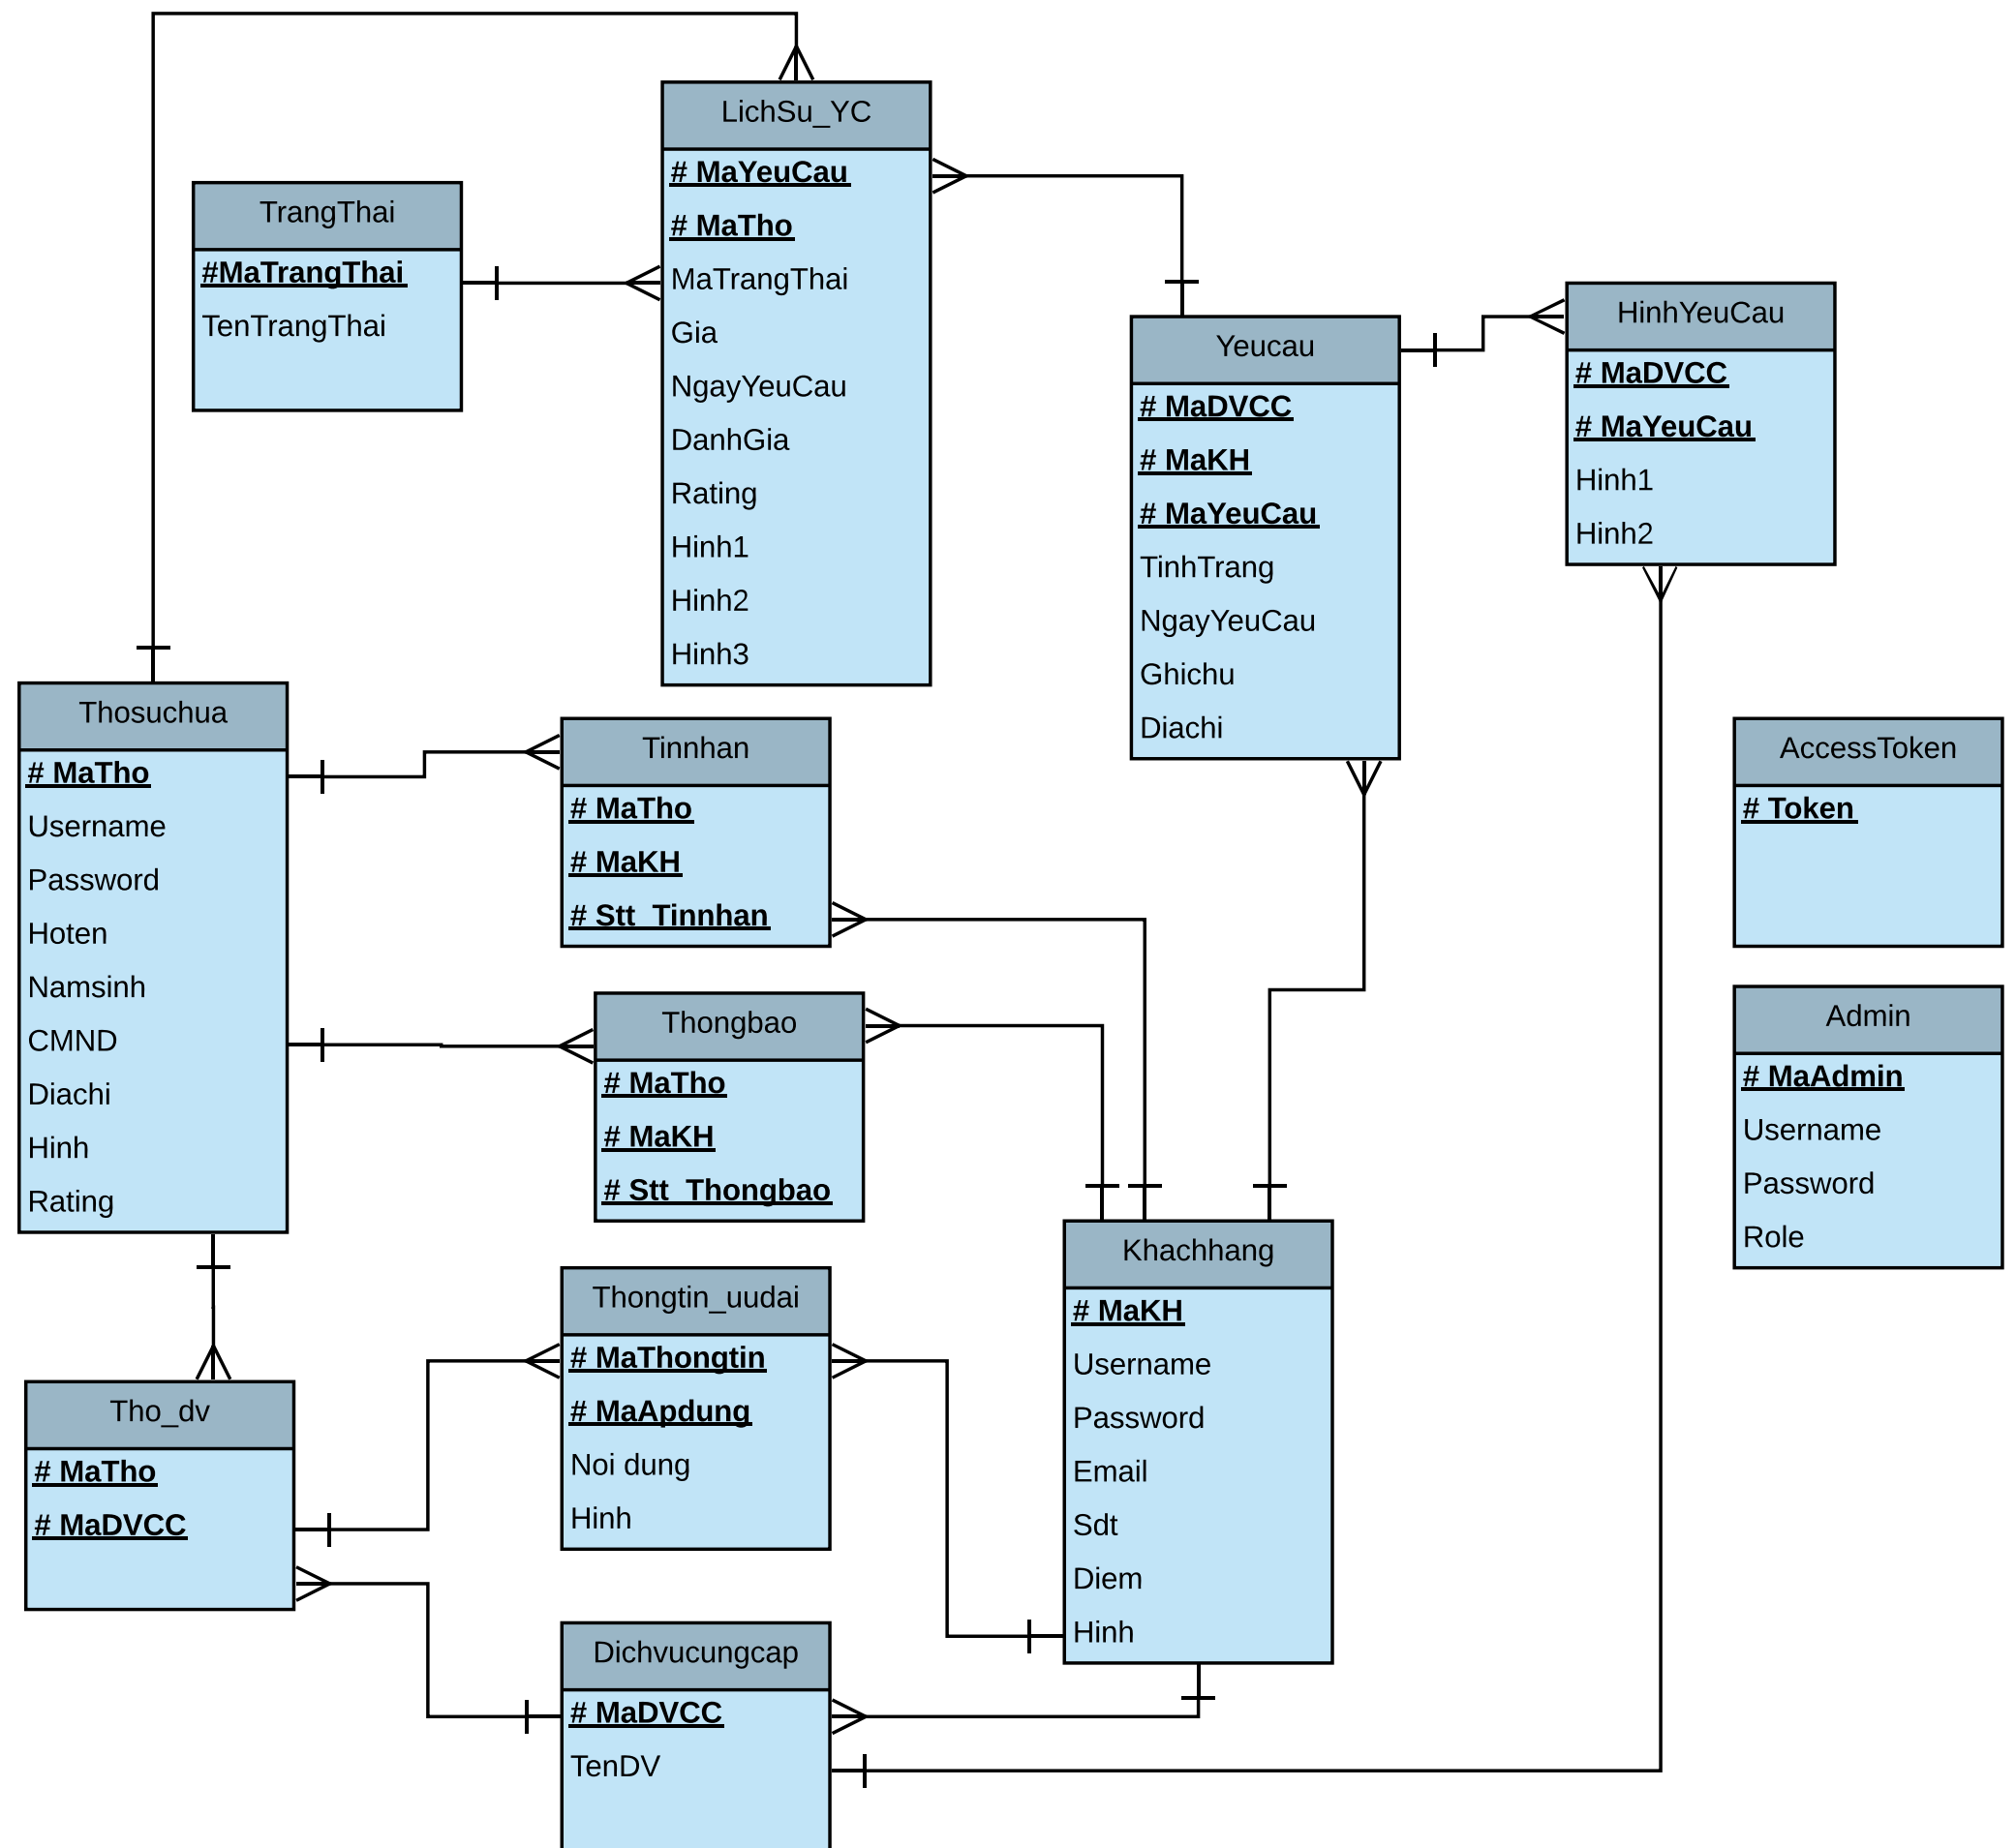 LichSu_YC
# MaYeuCau
# MaTho
MaTrangThai
Gia
NgayYeuCau
DanhGia
Rating
Hinh1
Hinh2
Hinh3
TrangThai
#MaTrangThai
TenTrangThai
Yeucau
# MaDVCC
# MaKH
# MaYeuCau
TinhTrang
NgayYeuCau
Ghichu
Diachi
HinhYeuCau
# MaDVCC
# MaYeuCau
Hinh1
Hinh2
Thosuchua
# MaTho
Username
Password
Hoten
Namsinh
CMND
Diachi
Hinh
Rating
Tinnhan
# MaTho
# MaKH
# Stt_Tinnhan
AccessToken
# Token
Thongbao
# MaTho
# MaKH
# Stt_Thongbao
Admin
# MaAdmin
Username
Password
Role
Khachhang
# MaKH
Username
Password
Email
Sdt
Diem
Hinh
Thongtin_uudai
# MaThongtin
# MaApdung
Noi dung
Hinh
Tho_dv
# MaTho
# MaDVCC
Dichvucungcap
# MaDVCC
TenDV